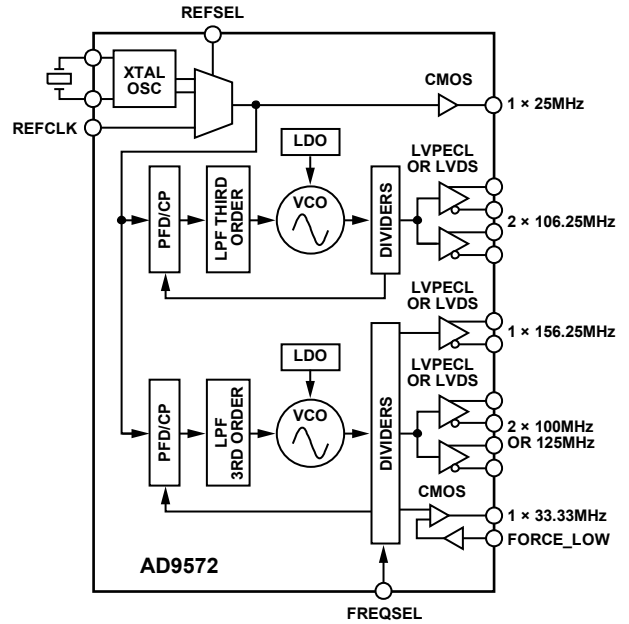 REFSEL
XTAL
OSC
REFCLK
CMOS
1 × 25MHz
LDO
VCO
PFD/CP
LPF THIRD
ORDER
DIVIDERS
LVPECL
OR LVDS
2 × 106.25MHz
LVPECL
OR LVDS
1 × 156.25MHz
LDO
VCO
PFD/CP
LPF
3RD ORDER
DIVIDERS
LVPECL
OR LVDS
2 × 100MHz
OR 125MHz
CMOS
1 × 33.33MHz
FORCE_LOW
AD9572
FREQSEL